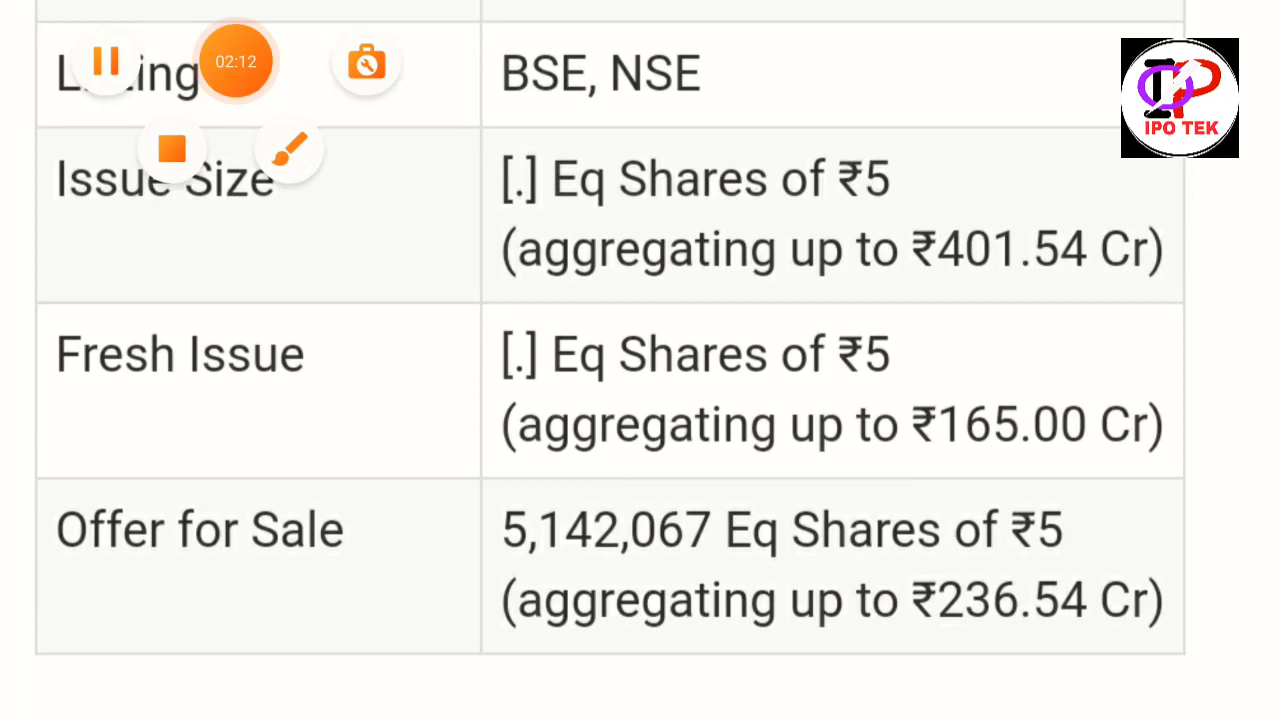 02:12
BSE, NSE
IPO TEK
Issue Size
[.] Eq Shares of ₹5
(aggregating up to ₹401.54 Cr)
Fresh Issue
[.] Eq Shares of ₹5
(aggregating up to ₹165.00 Cr)
Offer for Sale
5,142,067 Eq Shares of ₹5
(aggregating up to ₹236.54 Cr)